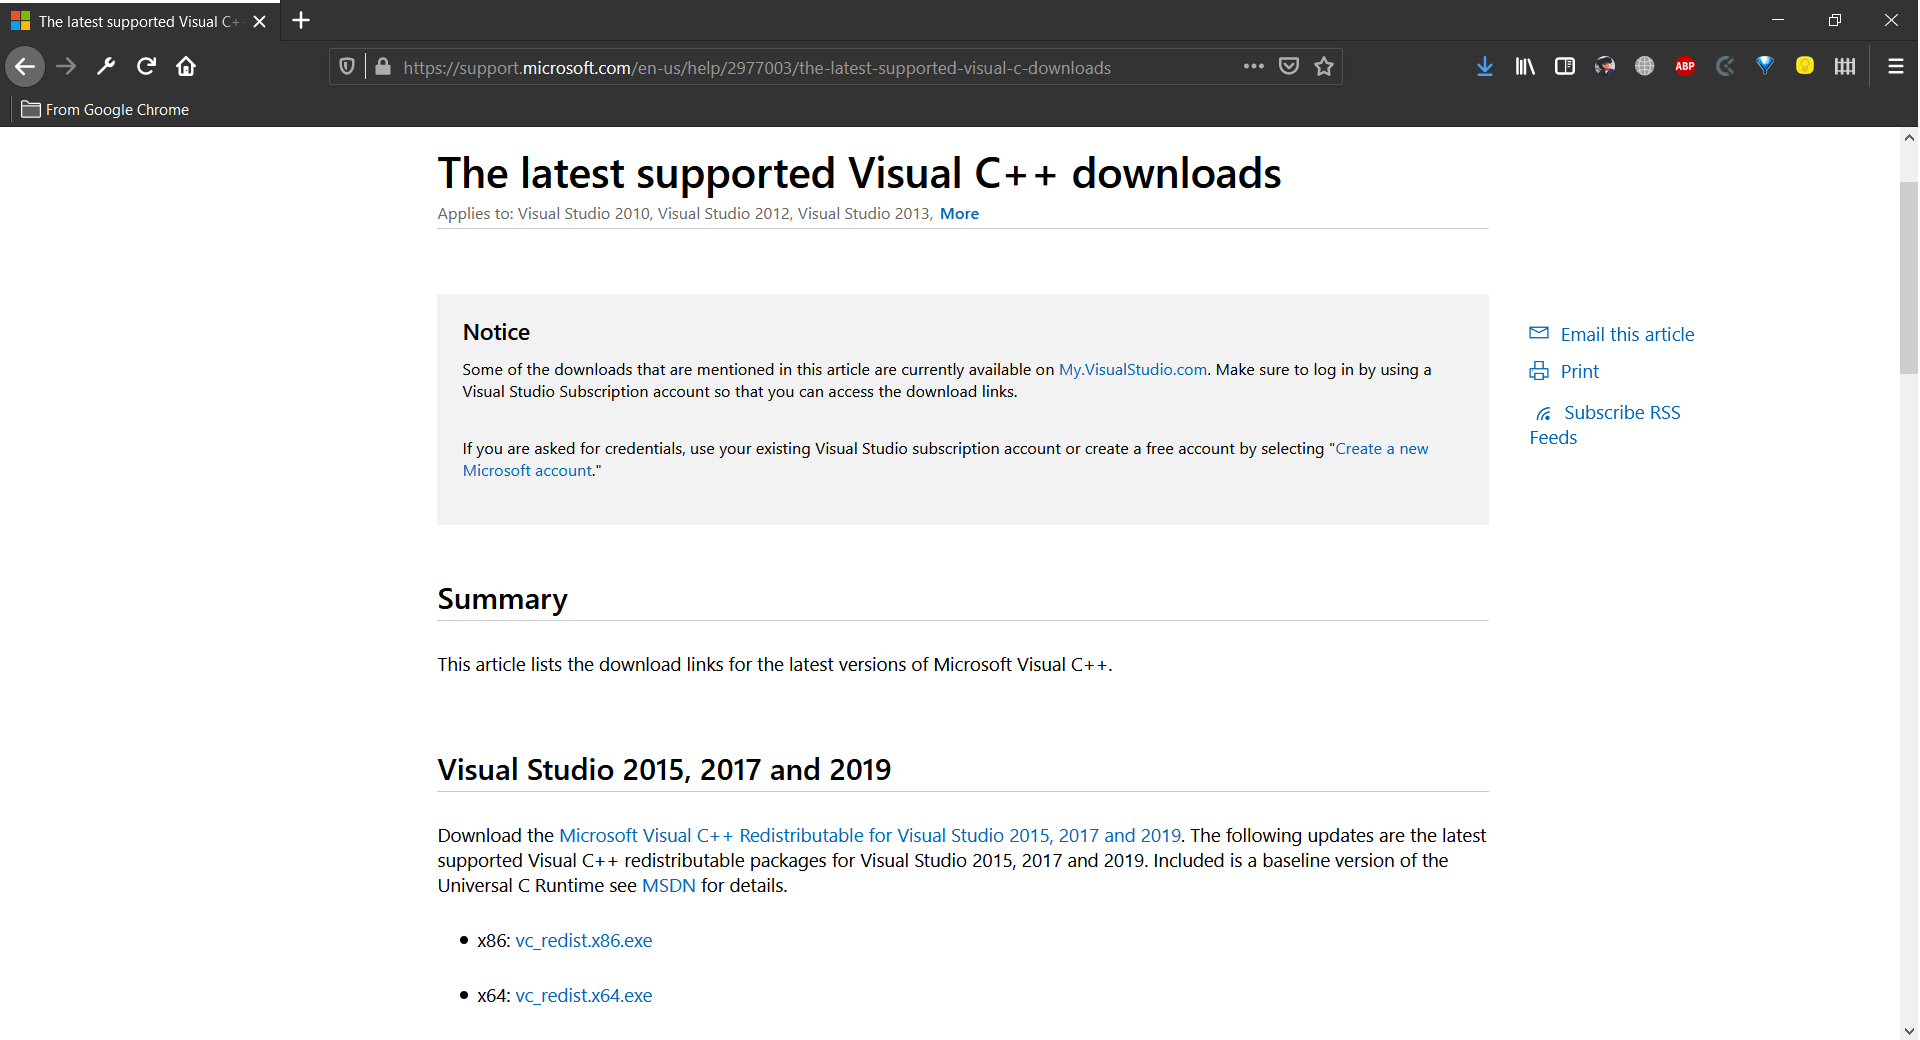 The latest supported Visual C+
https://support.microsoft.com/en-us/help/2977003/the-latest-supported-visual-c-downloads
ABP
From Google Chrome
The latest supported Visual C++ downloads
Applies to: Visual Studio 2010, Visual Studio 2012, Visual Studio 2013, More
Notice
Some of the downloads that are mentioned in this article are currently available on My.VisualStudio.com. Make sure to log in by using a
Visual Studio Subscription account so that you can access the download links.
If you are asked for credentials, use your existing Visual Studio subscription account or create a free account by selecting "Create a new
Microsoft account."
Email this article
Print
Subscribe RSS
Feeds
Summary
This article lists the download links for the latest versions of Microsoft Visual C++.
Visual Studio 2015, 2017 and 2019
Download the Microsoft Visual C++ Redistributable for Visual Studio 2015, 2017 and 2019. The following updates are the latest
supported Visual C++ redistributable packages for Visual Studio 2015, 2017 and 2019. Included is a baseline version of the
Universal C Runtime see MSDN for details.
x86: vc_redist.x86.exe
x64: vc_redist.x64.exe